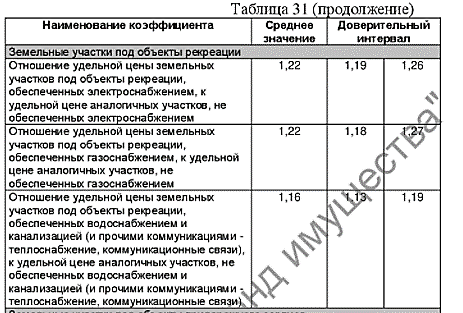 Таблица 31 (продолжение)
Наименование коэффициента
Среднее значение
Доверительный интервал
Земельные участки под объекты рекреации
Отношение удельной цены земельных
участков под объекты рекреации,
обеспеченных электроснабжением, к
удельной цене аналогичных участков, не
обеспеченных электроснабжением
1,22 1,19 1,26
Отношение удельной цены земельных
участков под объекты рекреации,
обеспеченных газоснабжением, к удельной
цене аналогичных участков, не
обеспеченных газоснабжением
1,22 1,18 1,27
Отношение удельной цены земельных
участков под объекты рекреации,
обеспеченных водоснабжением и
канализацией (и прочими коммуникациями -
теплоснабжение, коммуникационные связи),
к удельной цене аналогичных участков, не
обеспеченных водоснабжением и
канализацией (и прочими коммуникациями -
теплоснабжение, коммуникационные связи)
1,16 1,13 1,19
имущества"